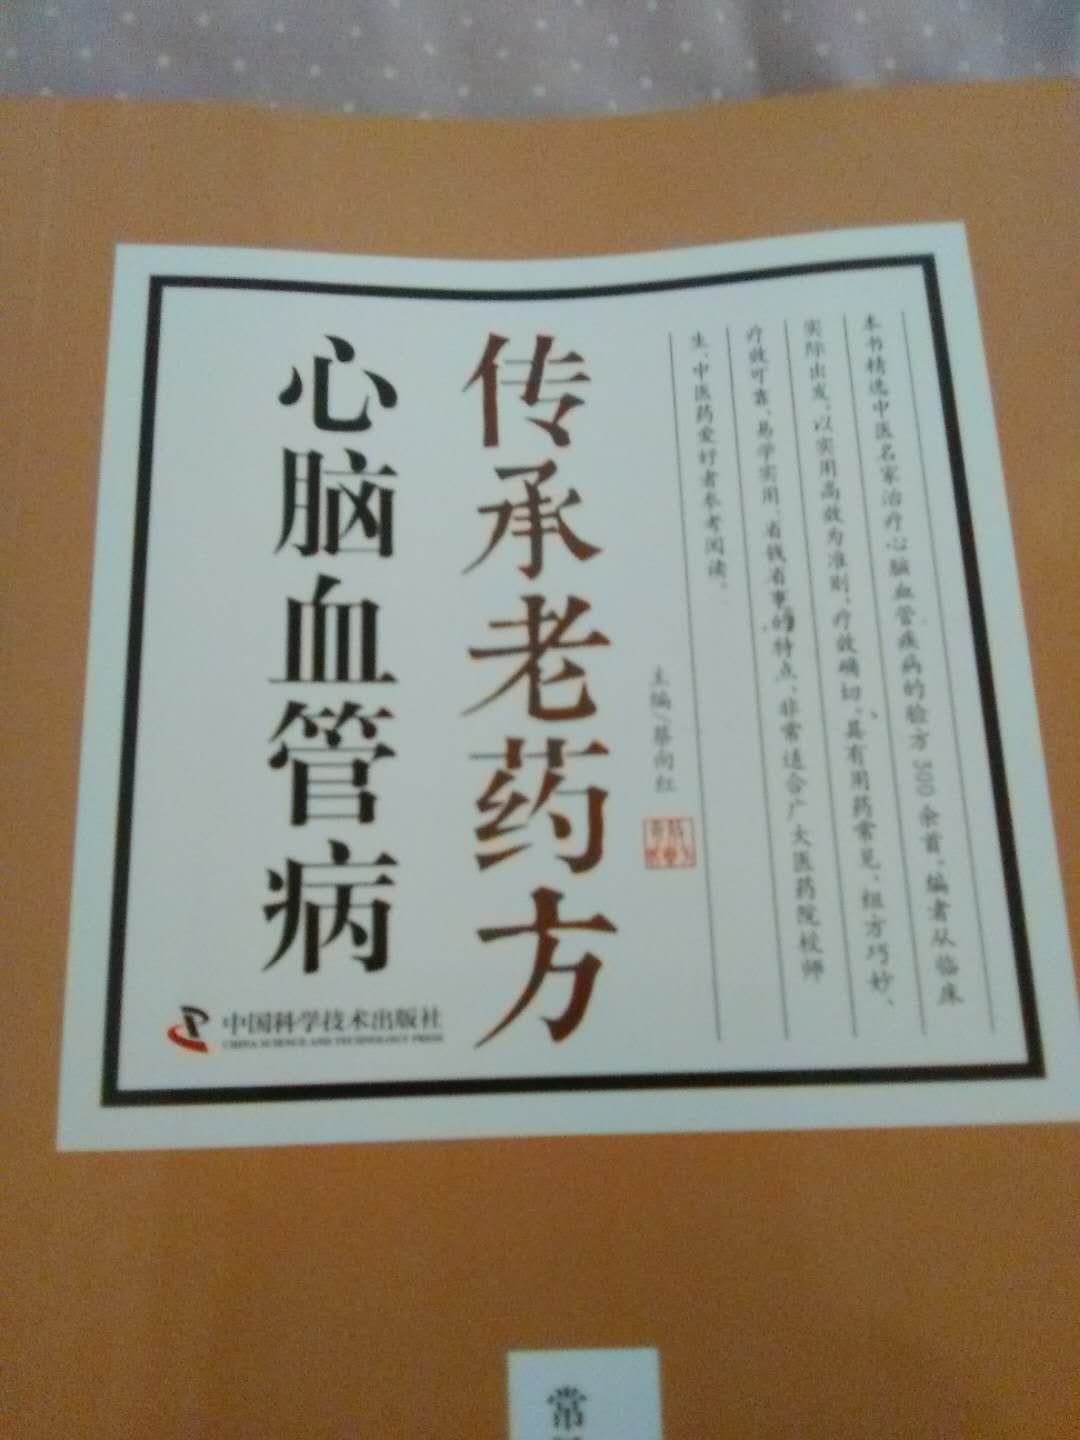 本书精选中医名家治疗心脑血管疾病的验方500余首，编者从临床
实际出发，以实用高效为准则，疗效确切，具有用药常见、组方巧妙、
疗效可靠、易学实用、省钱省事的特点，非常适合广大医药院校师
生、中医药爱好者参考阅读。
主编/蔡向红
传承老药方
心脑血管病
中国科学技术出版社
CHINA SCIENCE AND TECHNOLOGY PRESS
常